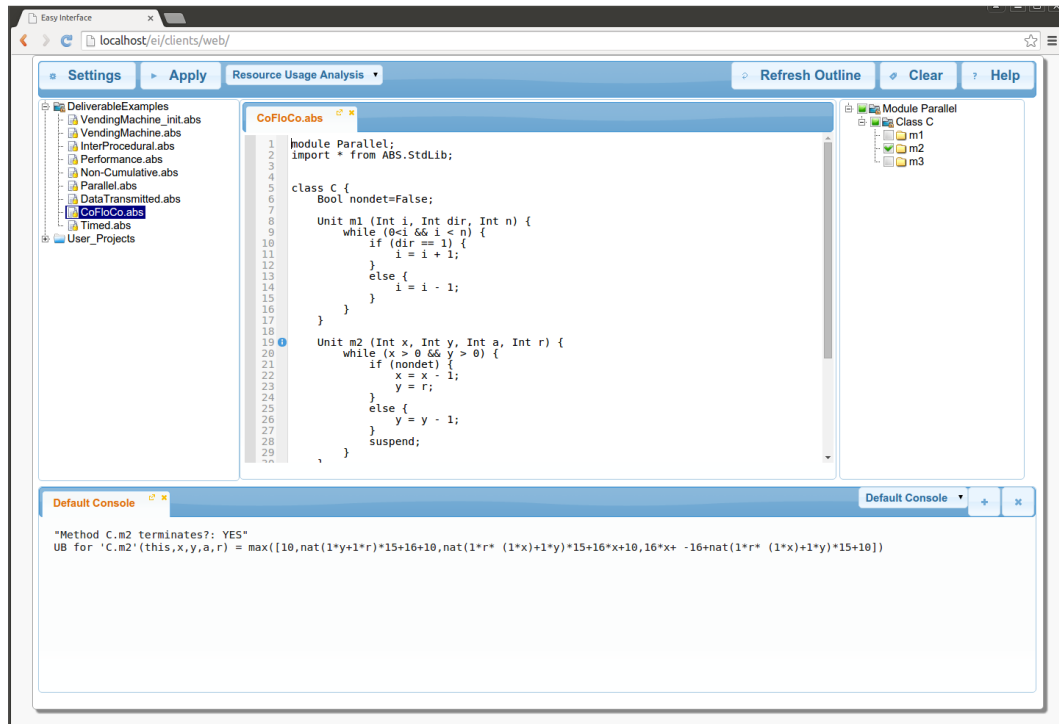 Easy Interface
localhost/ei/clients/web/
Settings Apply Resource Usage Analysis Refresh Outline Clear ? Help
DeliverableExamples
VendingMachine_init.abs
VendingMachine.abs
InterProcedural.abs
Performance.abs
Non-Cumulative.abs
Parallel.abs
DataTransmitted.abs
CoFloCo.abs
Timed.abs
User_Projects
CoFloCo.abs
1 module Parallel;
2 import * from ABS.StdLib;
3
4
5 class C {
6 Bool nondet=False;
7
8 Unit m1 (Int i, Int dir, Int n) {
9 while (0<i && i < n) {
10 if (dir == 1) {
11 i = i + 1;
12 }
13 else {
14 i = i - 1;
15 }
16 }
17 }
18
19 Unit m2 (Int x, Int y, Int a, Int r) {
20 while (x > 0 && y > 0) {
21 if (nondet) {
22 x = x - 1;
23 y = r;
24 }
25 else {
26 y = y - 1;
27 }
28 suspend;
29 }
Module Parallel
Class C
m1
m2
m3
Default Console
Default Console + ×
"Method C.m2 terminates?: YES"
UB for 'C.m2'(this,x,y,a,r) = max([10,nat(1*y+1*r)*15+16+10,nat(1*r* (1*x)+1*y)*15+16*x+10,16*x+ -16+nat(1*r* (1*x)+1*y)*15+10])